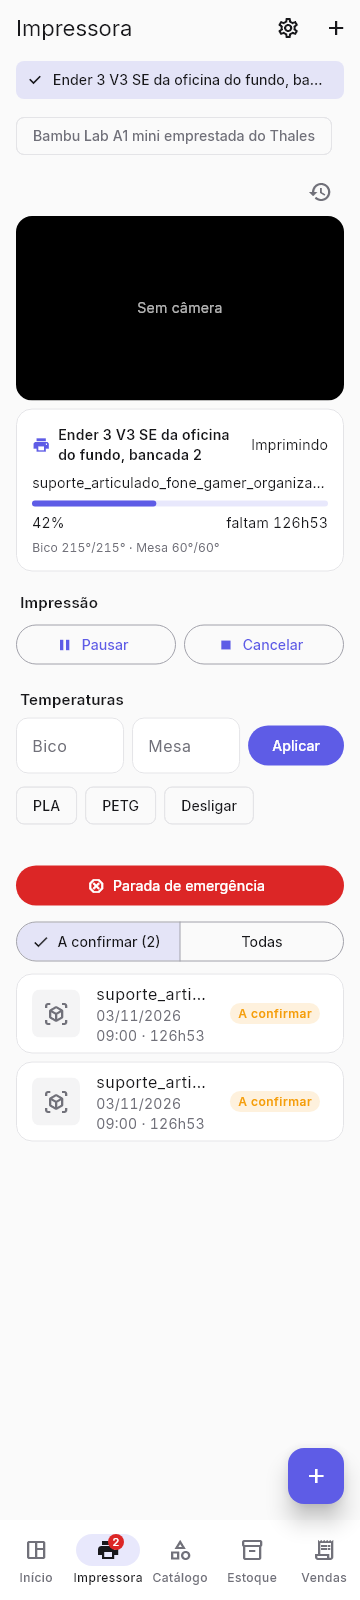 Impressora
Ender 3 V3 SE da oficina do fundo, ba...
Bambu Lab A1 mini emprestada do Thales
Sem câmera
Ender 3 V3 SE da oficina
do fundo, bancada 2
Imprimindo
suporte_articulado_fone_gamer_organiza...
42%
faltam 126h53
Bico 215°/215° · Mesa 60°/60°
Impressão
Pausar
Cancelar
Temperaturas
Bico
Mesa
Aplicar
PLA
PETG
Desligar
Parada de emergência
A confirmar (2)
Todas
suporte_arti...
03/11/2026
09:00 · 126h53
A confirmar
suporte_arti...
03/11/2026
09:00 · 126h53
A confirmar
2
Início
Impressora
Catálogo
Estoque
Vendas